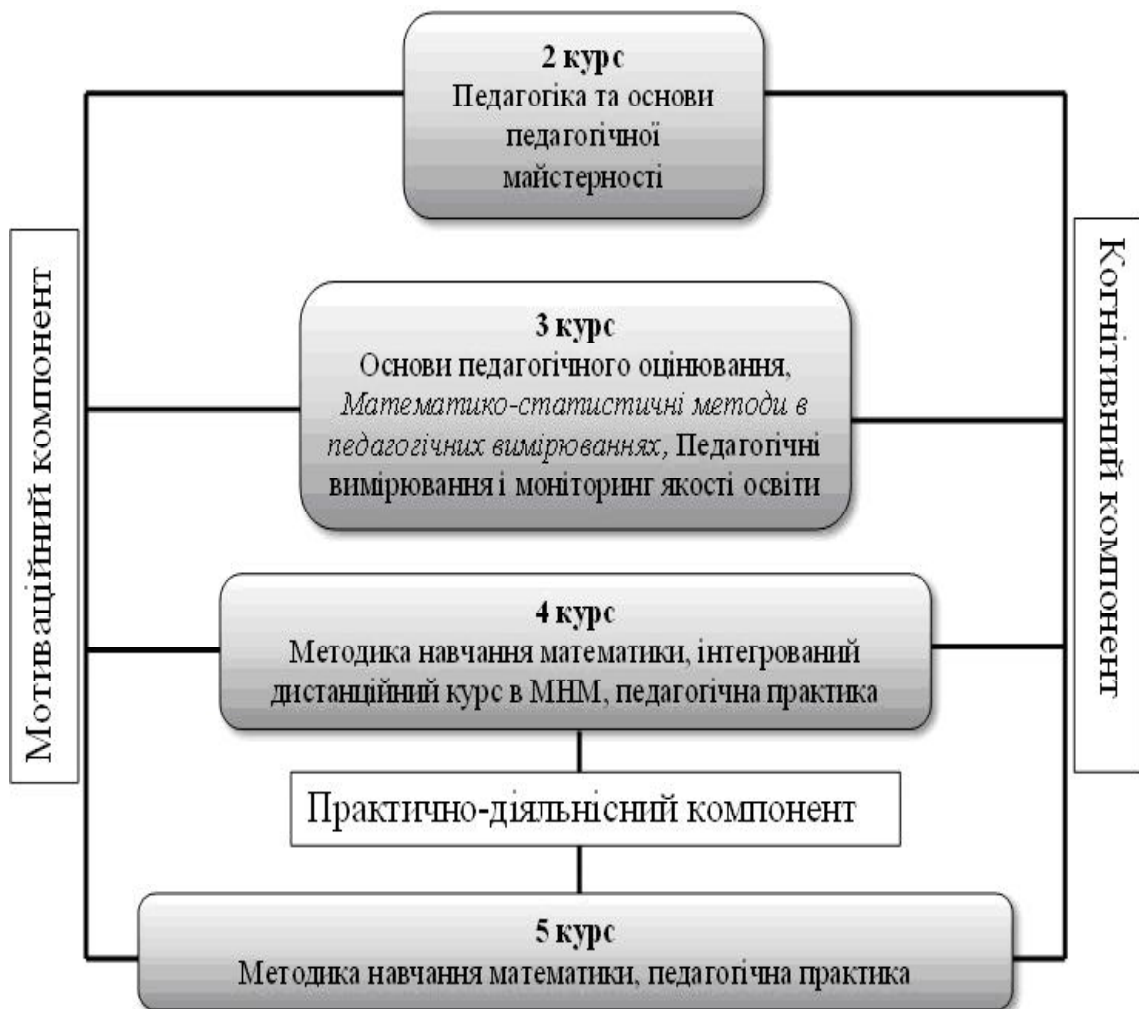 2 курс
Педагогіка та основи
педагогічної
майстерності
Мотиваційний компонент
Когнітивний компонент
3 курс
Основи педагогічного оцінювання,
Математико-статистичні методи в
педагогічних вимірюваннях, Педагогічні
вимірювання і моніторинг якості освіти
4 курс
Методика навчання математики, інтегрований
дистанційний курс в МНМ, педагогічна практика
Практично-діяльнісний компонент
5 курс
Методика навчання математики, педагогічна практика